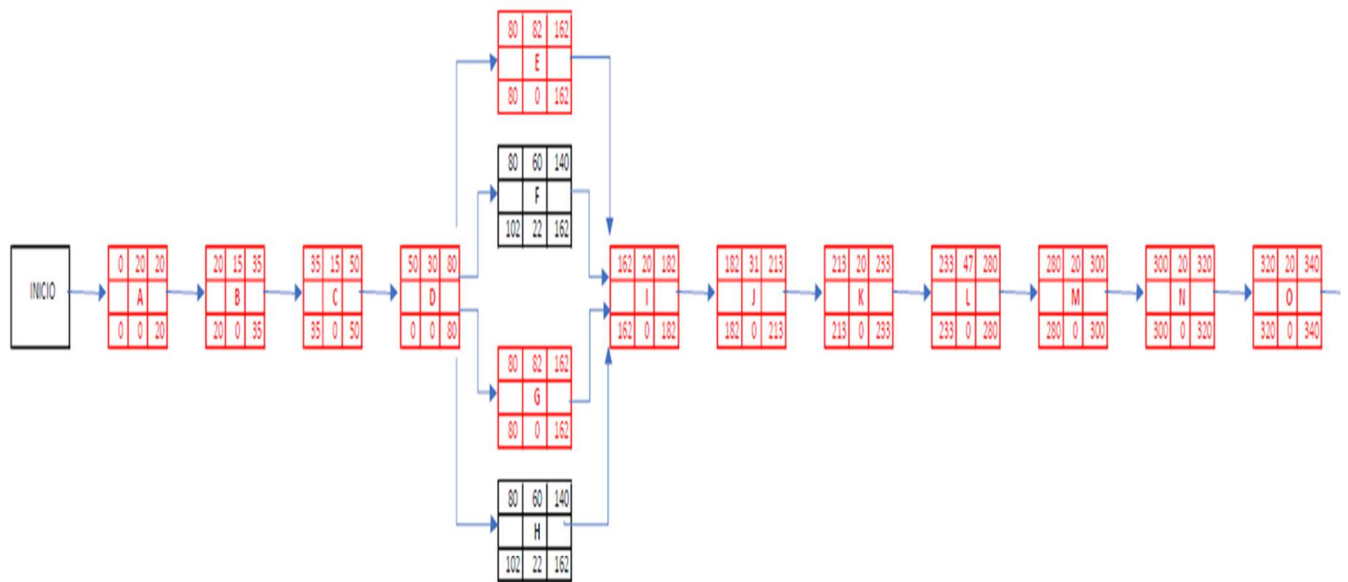 80 82 162
E
80 0 162
80 60 140
F
102 22 162
INICIO
0 20 20
A
0 0 20
20 15 35
B
20 0 35
35 15 50
C
35 0 50
50 30 80
D
0 0 80
80 82 162
G
80 0 162
80 60 140
H
102 22 162
162 20 182
I
162 0 182
182 31 213
J
182 0 213
213 20 233
K
213 0 233
233 47 280
L
233 0 280
280 20 300
M
280 0 300
300 20 320
N
300 0 320
320 20 340
O
320 0 340